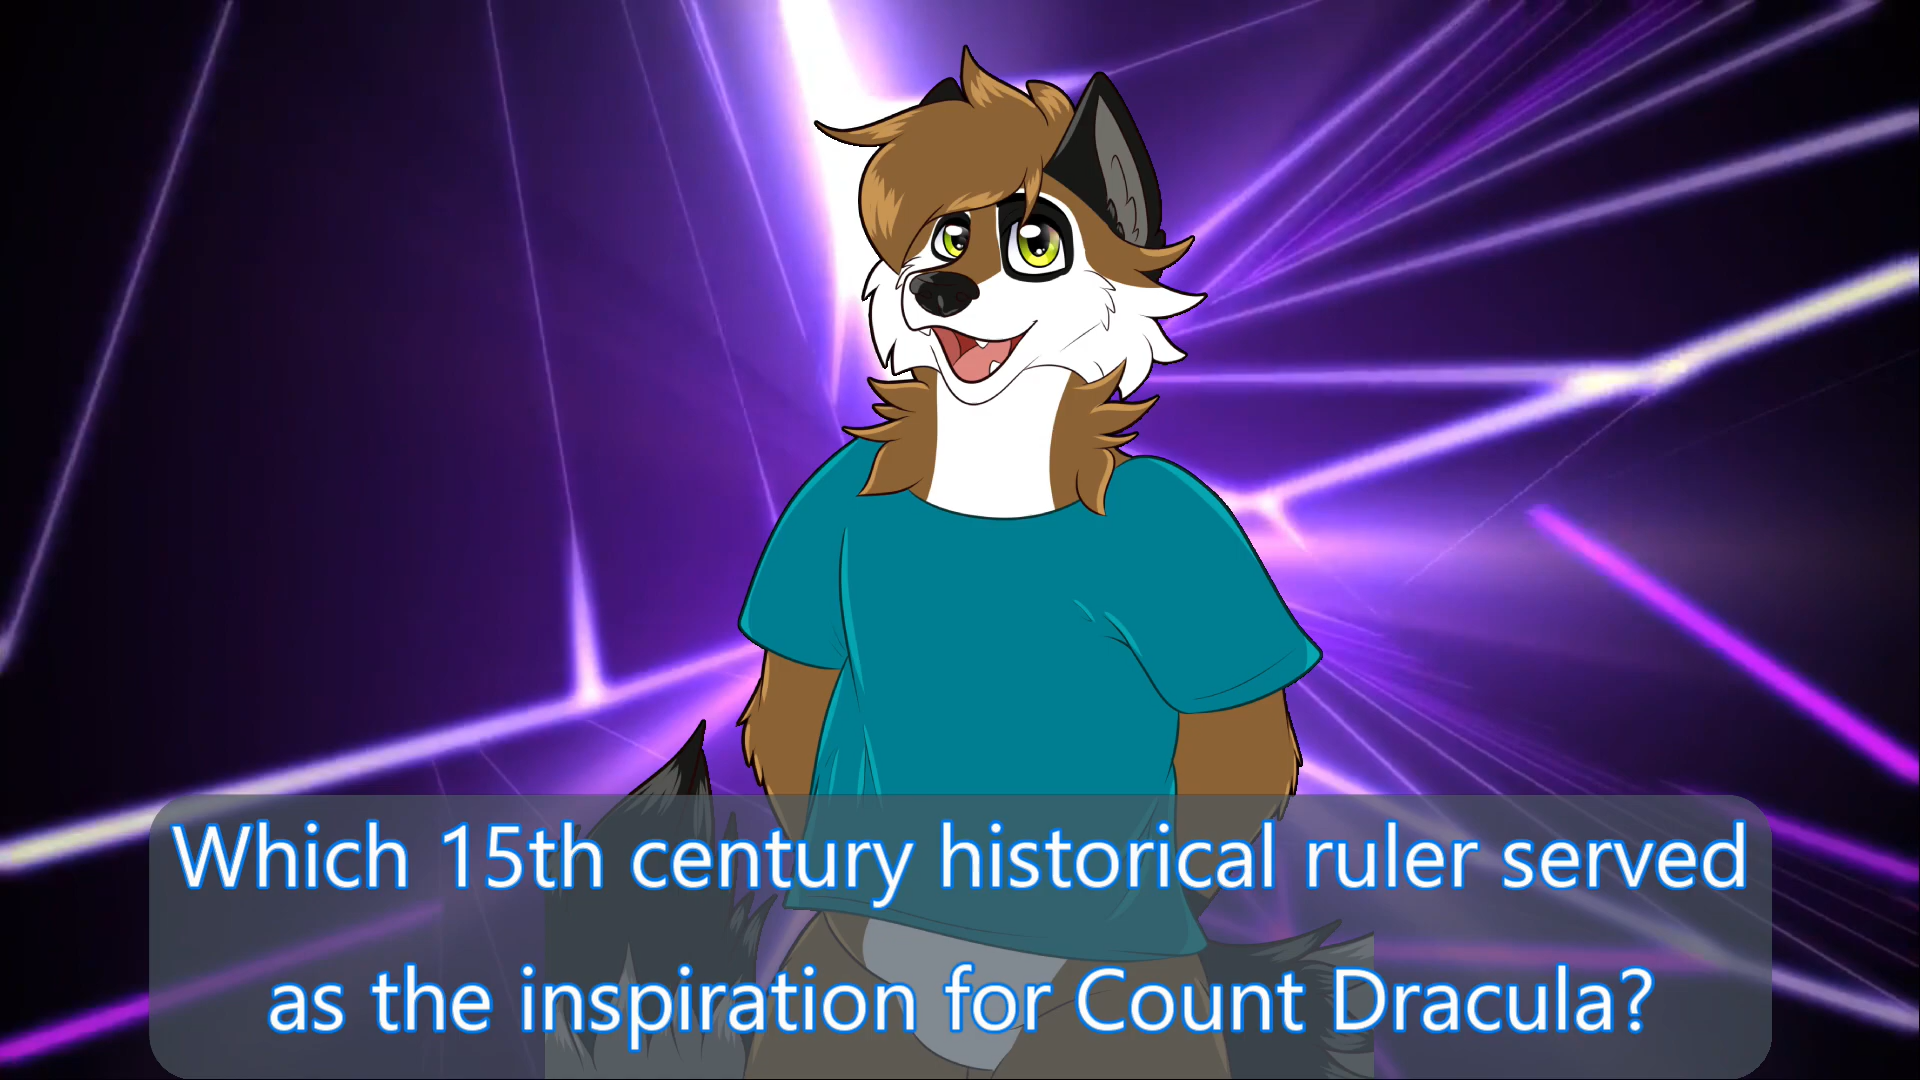 Which 15th century historical ruler served
as the inspiration for Count Dracula?